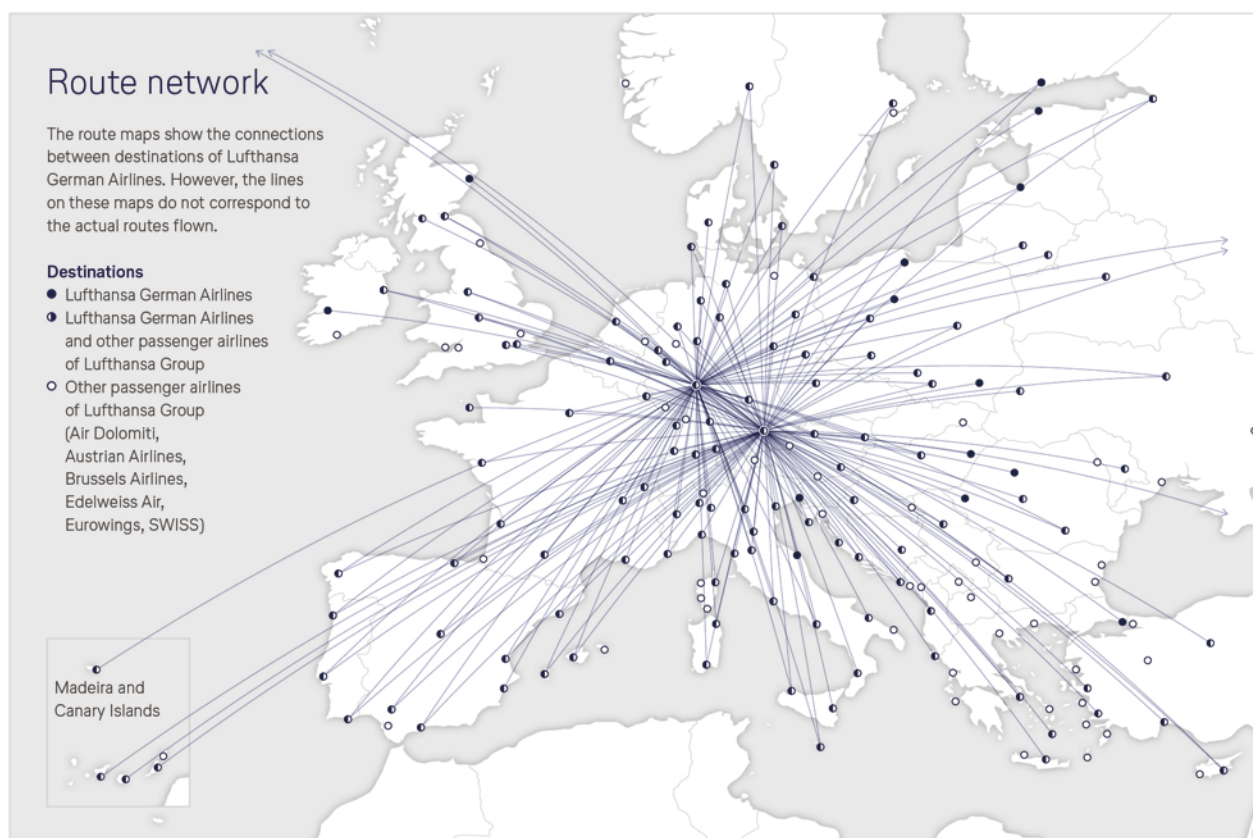 Route network
The route maps show the connections
between destinations of Lufthansa
German Airlines. However, the lines
on these maps do not correspond to
the actual routes flown.
Destinations
Lufthansa German Airlines
Lufthansa German Airlines
and other passenger airlines
of Lufthansa Group
Other passenger airlines
of Lufthansa Group
(Air Dolomiti,
Austrian Airlines,
Brussels Airlines,
Edelweiss Air,
Eurowings, SWISS)
Madeira and
Canary Islands